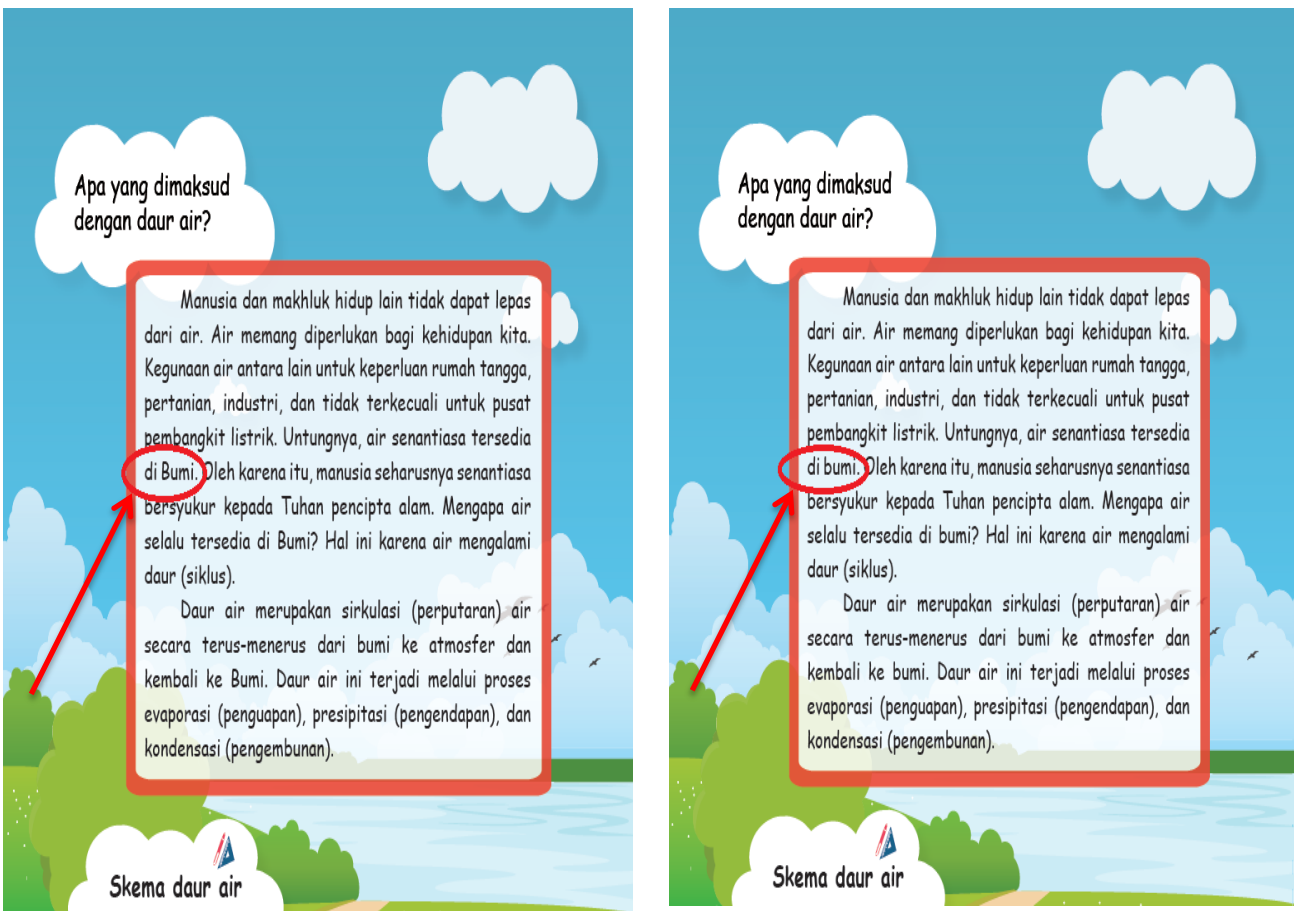 Apa yang dimaksud
dengan daur air?
Manusia dan makhluk hidup lain tidak dapat lepas
dari air. Air memang diperlukan bagi kehidupan kita.
Kegunaan air antara lain untuk keperluan rumah tangga,
pertanian, industri, dan tidak terkecuali untuk pusat
pembangkit listrik. Untungnya, air senantiasa tersedia
di Bumi. Oleh karena itu, manusia seharusnya senantiasa
bersyukur kepada Tuhan pencipta alam. Mengapa air
selalu tersedia di Bumi? Hal ini karena air mengalami
daur (siklus).
Daur air merupakan sirkulasi (perputaran) air
secara terus-menerus dari bumi ke atmosfer dan
kembali ke Bumi. Daur air ini terjadi melalui proses
evaporasi (penguapan), presipitasi (pengendapan), dan
kondensasi (pengembunan).
Skema daur air
Apa yang dimaksud
dengan daur air?
Manusia dan makhluk hidup lain tidak dapat lepas
dari air. Air memang diperlukan bagi kehidupan kita.
Kegunaan air antara lain untuk keperluan rumah tangga,
pertanian, industri, dan tidak terkecuali untuk pusat
pembangkit listrik. Untungnya, air senantiasa tersedia
di bumi. Oleh karena itu, manusia seharusnya senantiasa
bersyukur kepada Tuhan pencipta alam. Mengapa air
selalu tersedia di bumi? Hal ini karena air mengalami
daur (siklus).
Daur air merupakan sirkulasi (perputaran) air
secara terus-menerus dari bumi ke atmosfer dan
kembali ke bumi. Daur air ini terjadi melalui proses
evaporasi (penguapan), presipitasi (pengendapan), dan
kondensasi (pengembunan).
Skema daur air